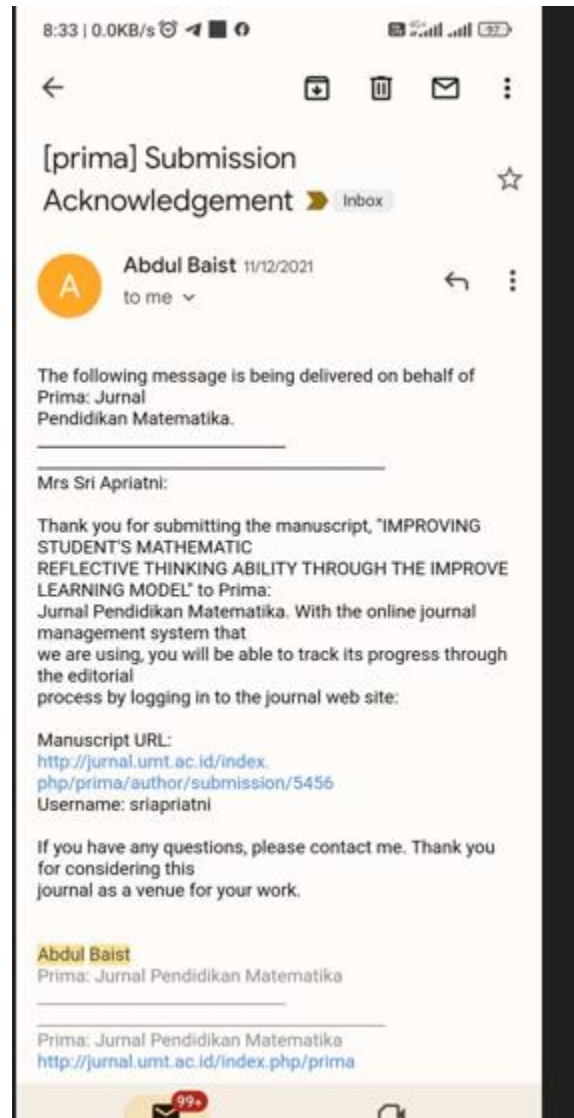 8:33 | 0.0KB/s
97
[prima] Submission
Acknowledgement Inbox
A
Abdul Baist 11/12/2021
to me
The following message is being delivered on behalf of
Prima: Jurnal
Pendidikan Matematika.
Mrs Sri Apriatni:
Thank you for submitting the manuscript, "IMPROVING
STUDENT'S MATHEMATIC
REFLECTIVE THINKING ABILITY THROUGH THE IMPROVE
LEARNING MODEL" to Prima:
Jurnal Pendidikan Matematika. With the online journal
management system that
we are using, you will be able to track its progress through
the editorial
process by logging in to the journal web site:
Manuscript URL:
http://jurnal.umt.ac.id/index.
php/prima/author/submission/5456
Username: sriapriatni
If you have any questions, please contact me. Thank you
for considering this
journal as a venue for your work.
Abdul Baist
Prima: Jurnal Pendidikan Matematika
Prima: Jurnal Pendidikan Matematika
http://jurnal.umt.ac.id/index.php/prima
99+